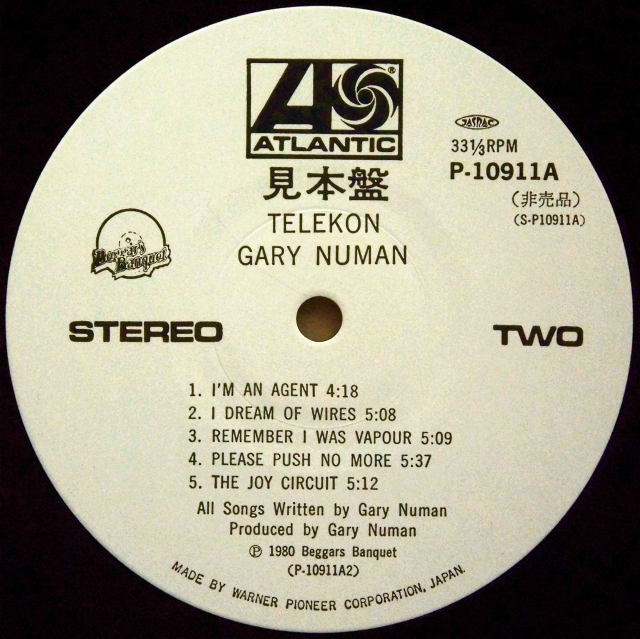 ATLANTIC
®
JASRAC
33⅓RPM
P-10911A
(非売品)
(S-P10911A)
見本盤
TELEKON
GARY NUMAN
Beggars
Banquet
STEREO
TWO
1. I'M AN AGENT 4:18
2. I DREAM OF WIRES 5:08
3. REMEMBER I WAS VAPOUR 5:09
4. PLEASE PUSH NO MORE 5:37
5. THE JOY CIRCUIT 5:12
All Songs Written by Gary Numan
Produced by Gary Numan
℗ 1980 Beggars Banquet
(P-10911A2)
MADE BY WARNER PIONEER CORPORATION, JAPAN.